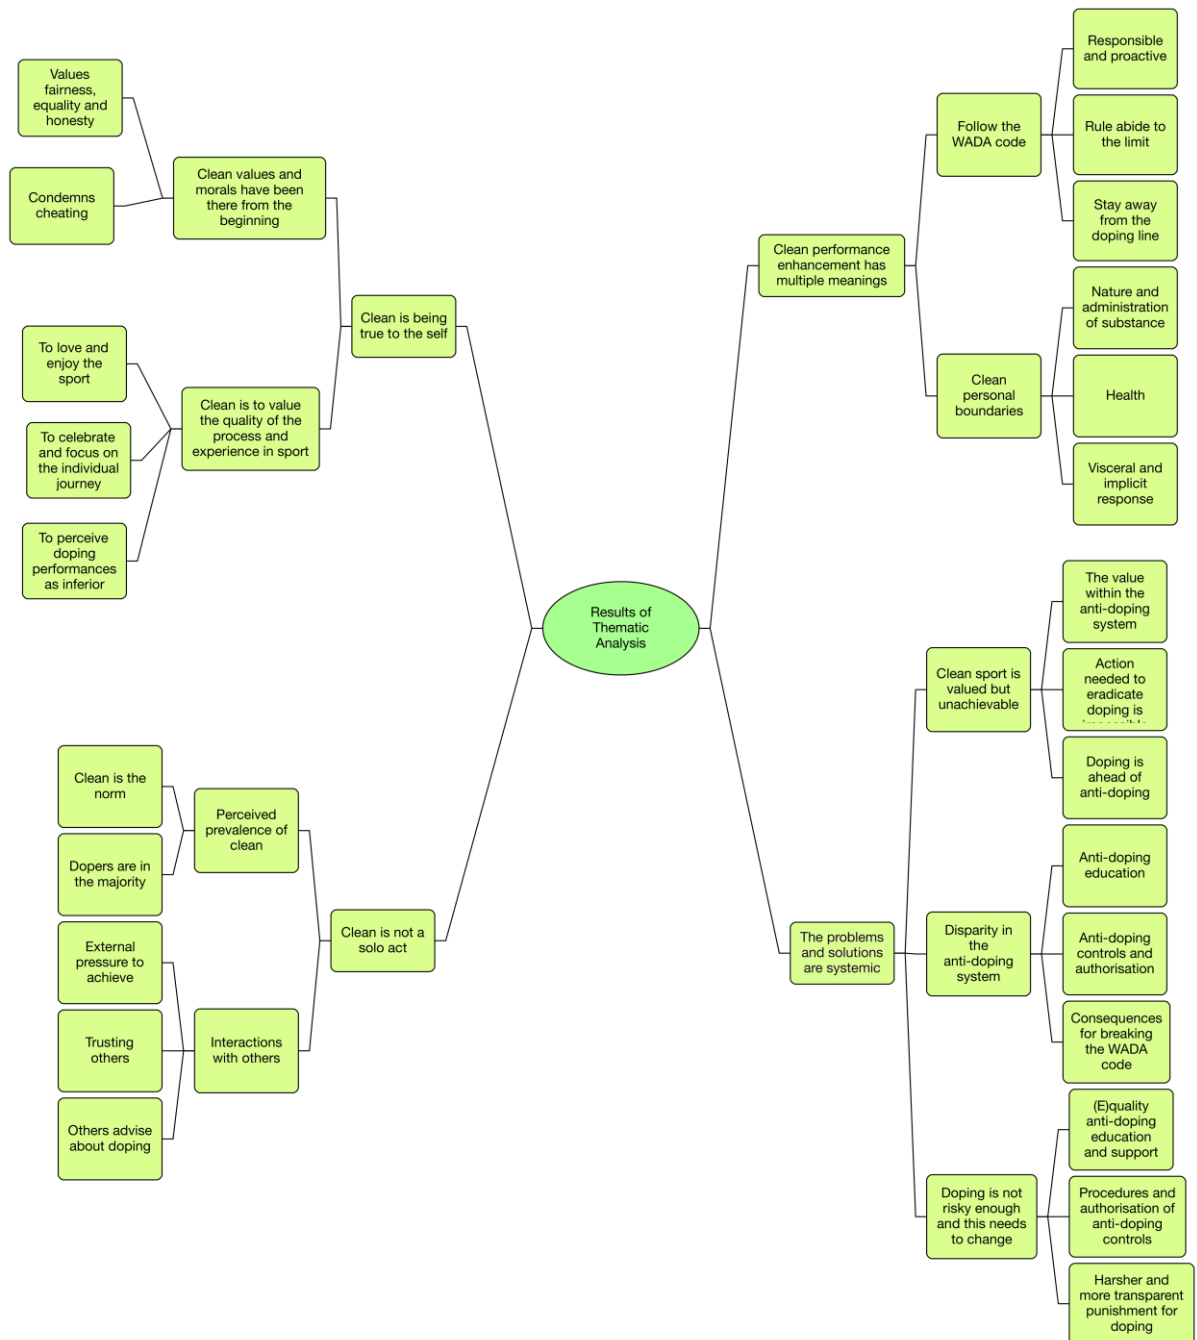 Values
fairness,
equality and
honesty
Condemns
cheating
Clean values and
morals have been
there from the
beginning
To love and
enjoy the
sport
To celebrate
and focus on
the individual
journey
To perceive
doping
performances
as inferior
Clean is to value
the quality of the
process and
experience in sport
Clean is being
true to the self
Clean is the
norm
Dopers are in
the majority
Perceived
prevalence of
clean
External
pressure to
achieve
Trusting
others
Others advise
about doping
Interactions
with others
Clean is not a
solo act
Results of
Thematic
Analysis
Clean performance
enhancement has
multiple meanings
Follow the
WADA code
Responsible
and proactive
Rule abide to
the limit
Stay away
from the
doping line
Clean
personal
boundaries
Nature and
administration
of substance
Health
Visceral and
implicit
response
The problems
and solutions
are systemic
Clean sport is
valued but
unachievable
The value
within the
anti-doping
system
Action
needed to
eradicate
doping is
Doping is
ahead of
anti-doping
Disparity in
the
anti-doping
system
Anti-doping
education
Anti-doping
controls and
authorisation
Consequences
for breaking
the WADA
code
Doping is not
risky enough
and this needs
to change
(E)quality
anti-doping
education
and support
Procedures and
authorisation of
anti-doping
controls
Harsher and
more transparent
punishment for
doping